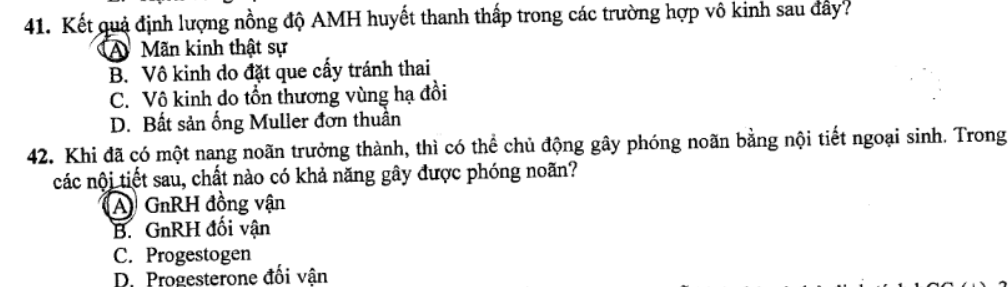 41. Kết quả định lượng nồng độ AMH huyết thanh thấp trong các trường hợp vô kinh sau đây?
A Mãn kinh thật sự
B. Vô kinh do đặt que cấy tránh thai
C. Vô kinh do tổn thương vùng hạ đồi
D. Bất sản ống Muller đơn thuần
42. Khi đã có một nang noãn trưởng thành, thì có thể chủ động gây phóng noãn bằng nội tiết ngoại sinh. Trong
các nội tiết sau, chất nào có khả năng gây được phóng noãn?
A GnRH đồng vận
B. GnRH đối vận
C. Progestogen
D. Progesterone đối vận